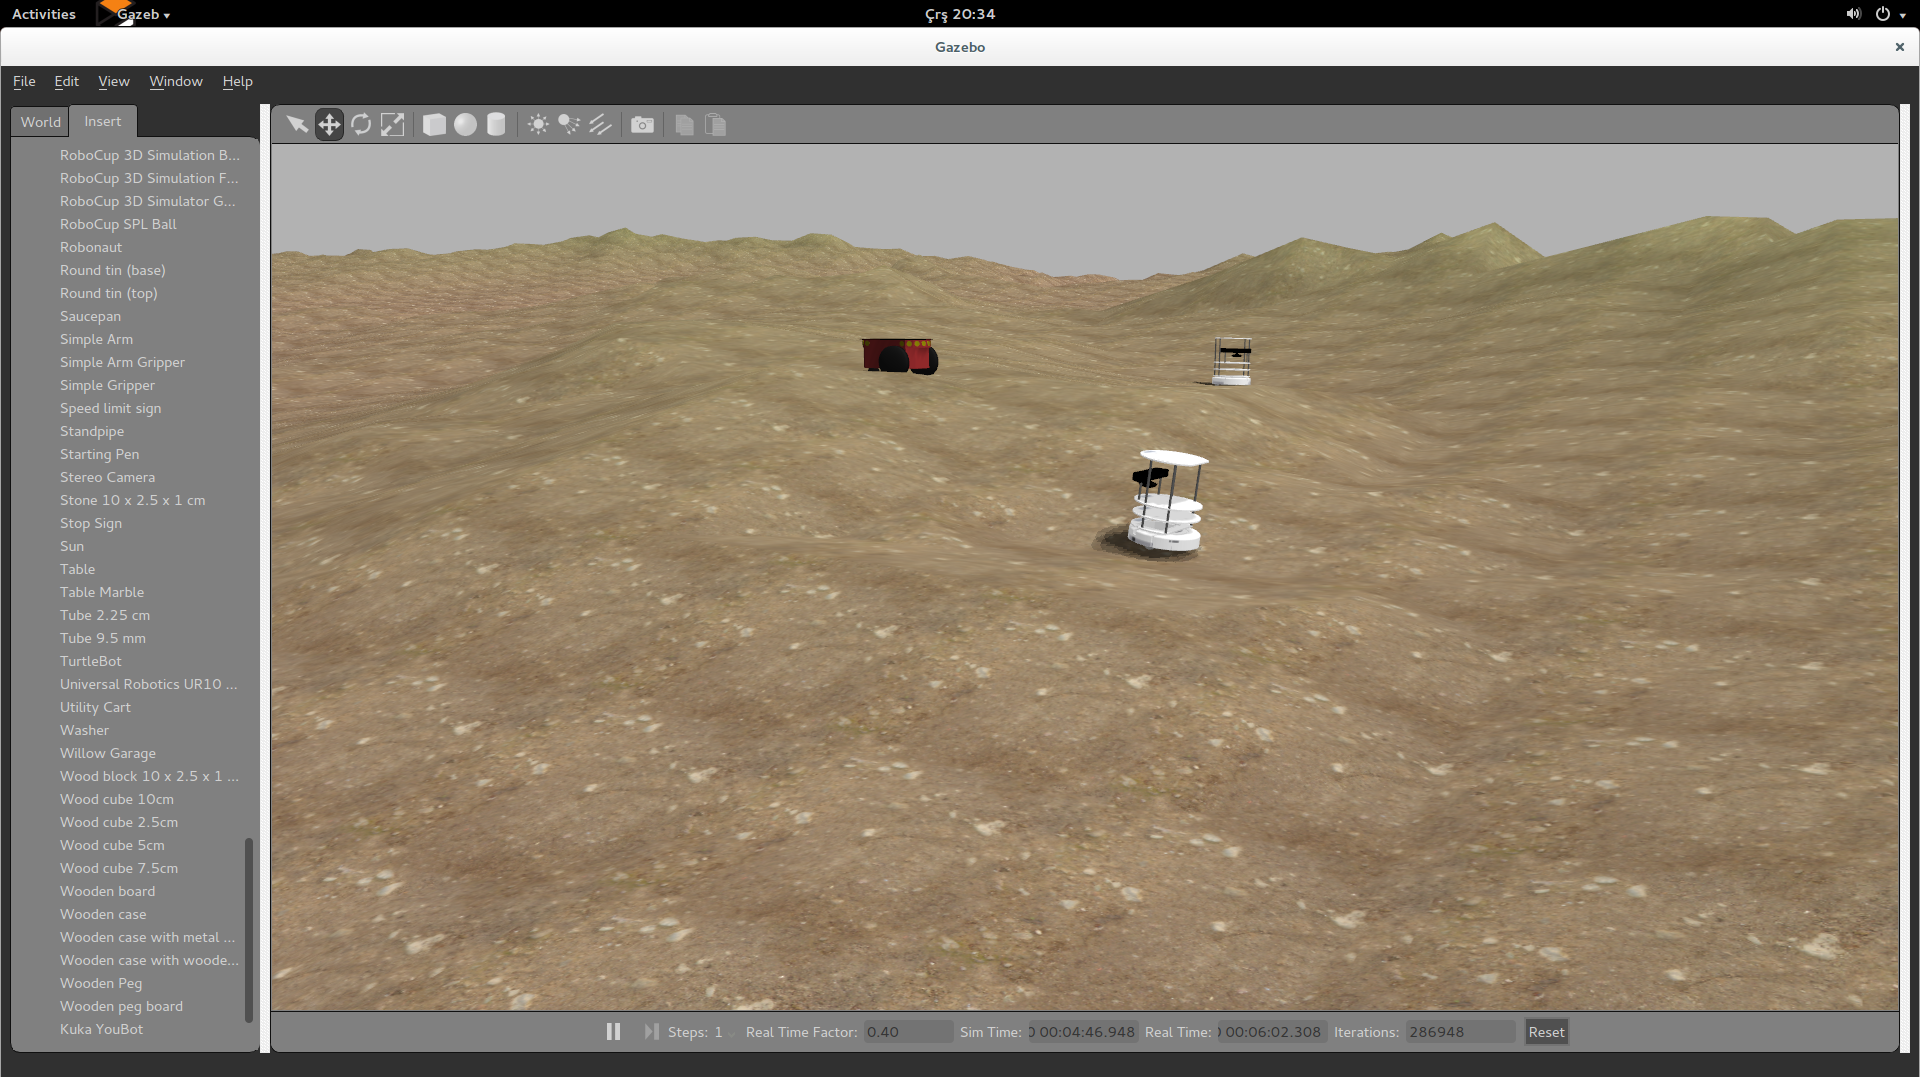 Activities
Gazeb
Çrş 20:34
Gazebo
File Edit View Window Help
World Insert
RoboCup 3D Simulation B...
RoboCup 3D Simulation F...
RoboCup 3D Simulator G...
RoboCup SPL Ball
Robonaut
Round tin (base)
Round tin (top)
Saucepan
Simple Arm
Simple Arm Gripper
Simple Gripper
Speed limit sign
Standpipe
Starting Pen
Stereo Camera
Stone 10 x 2.5 x 1 cm
Stop Sign
Sun
Table
Table Marble
Tube 2.25 cm
Tube 9.5 mm
TurtleBot
Universal Robotics UR10 ...
Utility Cart
Washer
Willow Garage
Wood block 10 x 2.5 x 1 ...
Wood cube 10cm
Wood cube 2.5cm
Wood cube 5cm
Wood cube 7.5cm
Wooden board
Wooden case
Wooden case with metal ...
Wooden case with woode...
Wooden Peg
Wooden peg board
Kuka YouBot
Steps: 1 Real Time Factor: 0.40 Sim Time: 00:04:46.948 Real Time: 00:06:02.308 Iterations: 286948 Reset